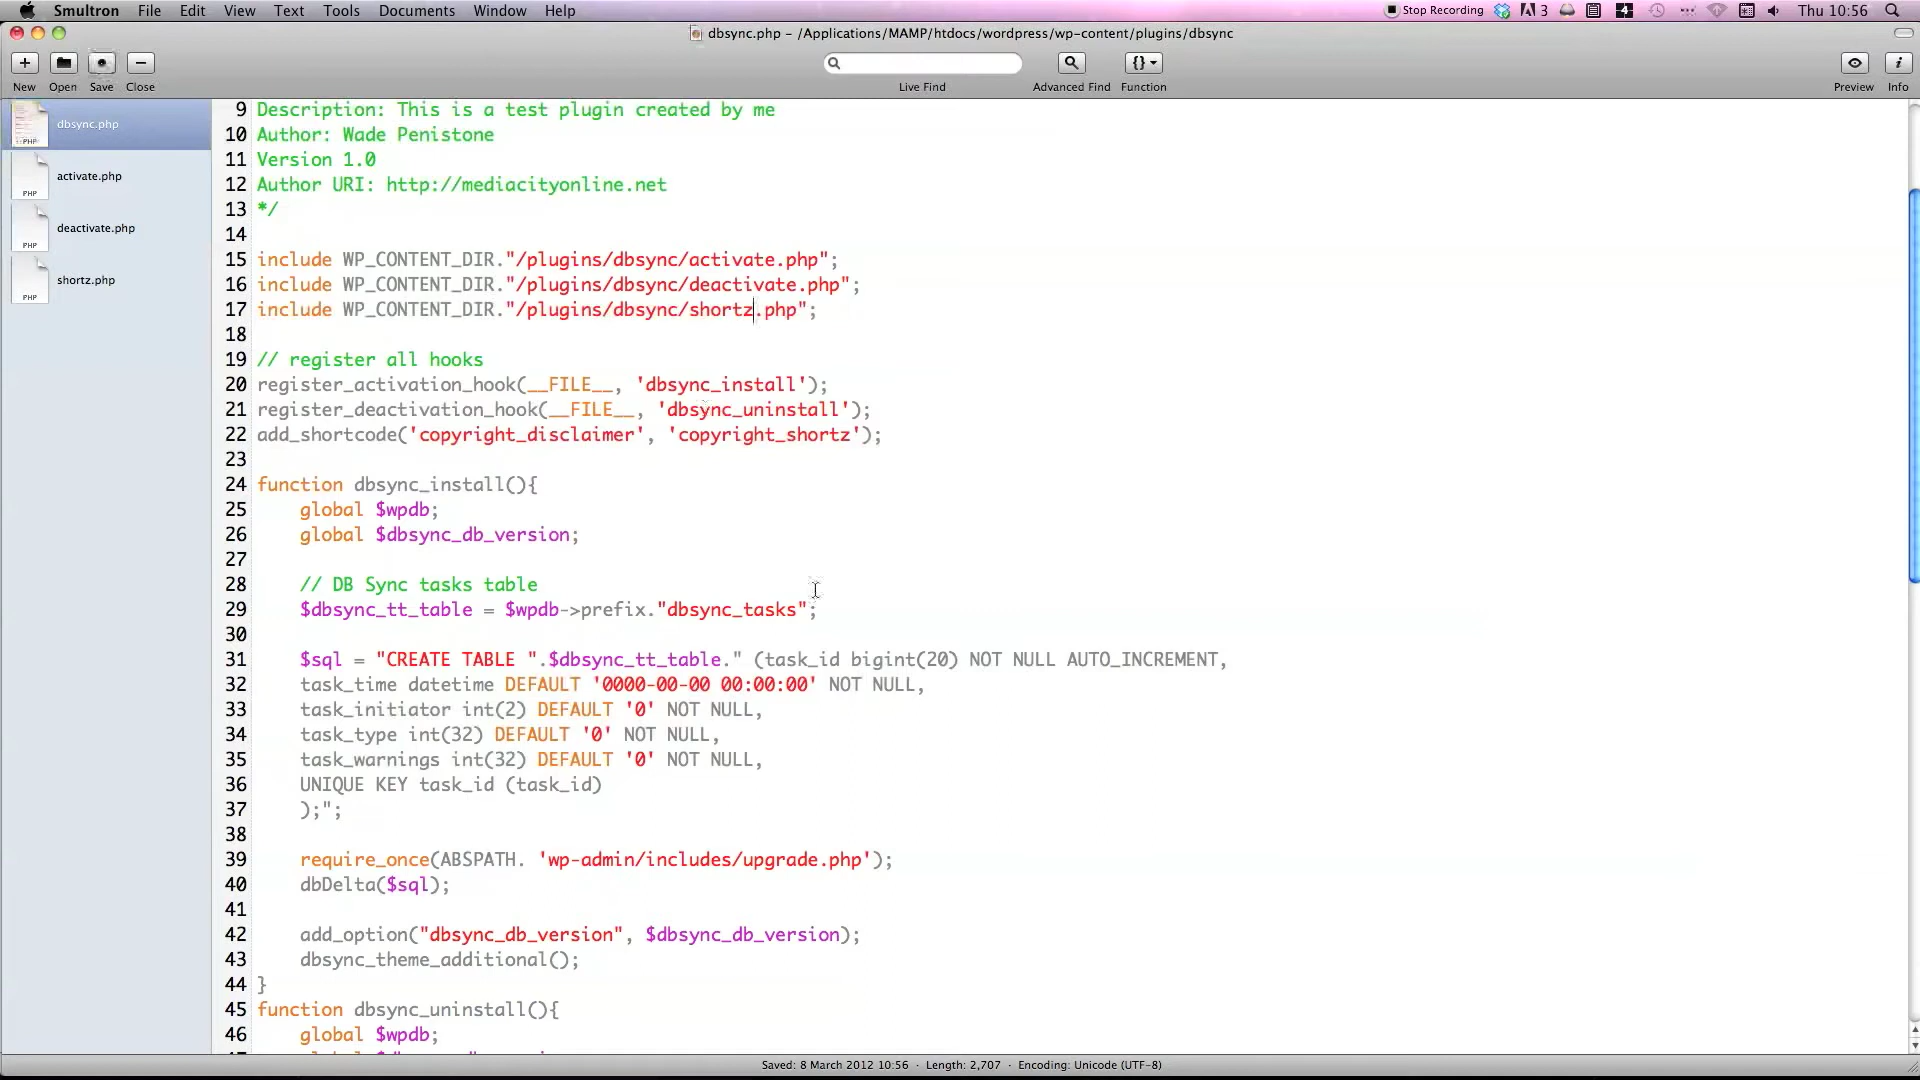 Smultron File Edit View Text Tools Documents Window Help Stop Recording 3 4 Thu 10:56
dbsync.php – /Applications/MAMP/htdocs/wordpress/wp-content/plugins/dbsync
New Open Save Close Live Find Advanced Find {} Function Preview Info
dbsync.php
PHP
activate.php
PHP
deactivate.php
PHP
shortz.php
PHP
9 Description: This is a test plugin created by me
10 Author: Wade Penistone
11 Version 1.0
12 Author URI: http://mediacityonline.net
13 */
14
15 include WP_CONTENT_DIR."/plugins/dbsync/activate.php";
16 include WP_CONTENT_DIR."/plugins/dbsync/deactivate.php";
17 include WP_CONTENT_DIR."/plugins/dbsync/shortz.php";
18
19 // register all hooks
20 register_activation_hook(__FILE__, 'dbsync_install');
21 register_deactivation_hook(__FILE__, 'dbsync_uninstall');
22 add_shortcode('copyright_disclaimer', 'copyright_shortz');
23
24 function dbsync_install(){
25 global $wpdb;
26 global $dbsync_db_version;
27
28 // DB Sync tasks table
29 $dbsync_tt_table = $wpdb->prefix."dbsync_tasks";
30
31 $sql = "CREATE TABLE ".$dbsync_tt_table." (task_id bigint(20) NOT NULL AUTO_INCREMENT,
32 task_time datetime DEFAULT '0000-00-00 00:00:00' NOT NULL,
33 task_initiator int(2) DEFAULT '0' NOT NULL,
34 task_type int(32) DEFAULT '0' NOT NULL,
35 task_warnings int(32) DEFAULT '0' NOT NULL,
36 UNIQUE KEY task_id (task_id)
37 );";
38
39 require_once(ABSPATH. 'wp-admin/includes/upgrade.php');
40 dbDelta($sql);
41
42 add_option("dbsync_db_version", $dbsync_db_version);
43 dbsync_theme_additional();
44 }
45 function dbsync_uninstall(){
46 global $wpdb;
Saved: 8 March 2012 10:56 · Length: 2,707 · Encoding: Unicode (UTF-8)